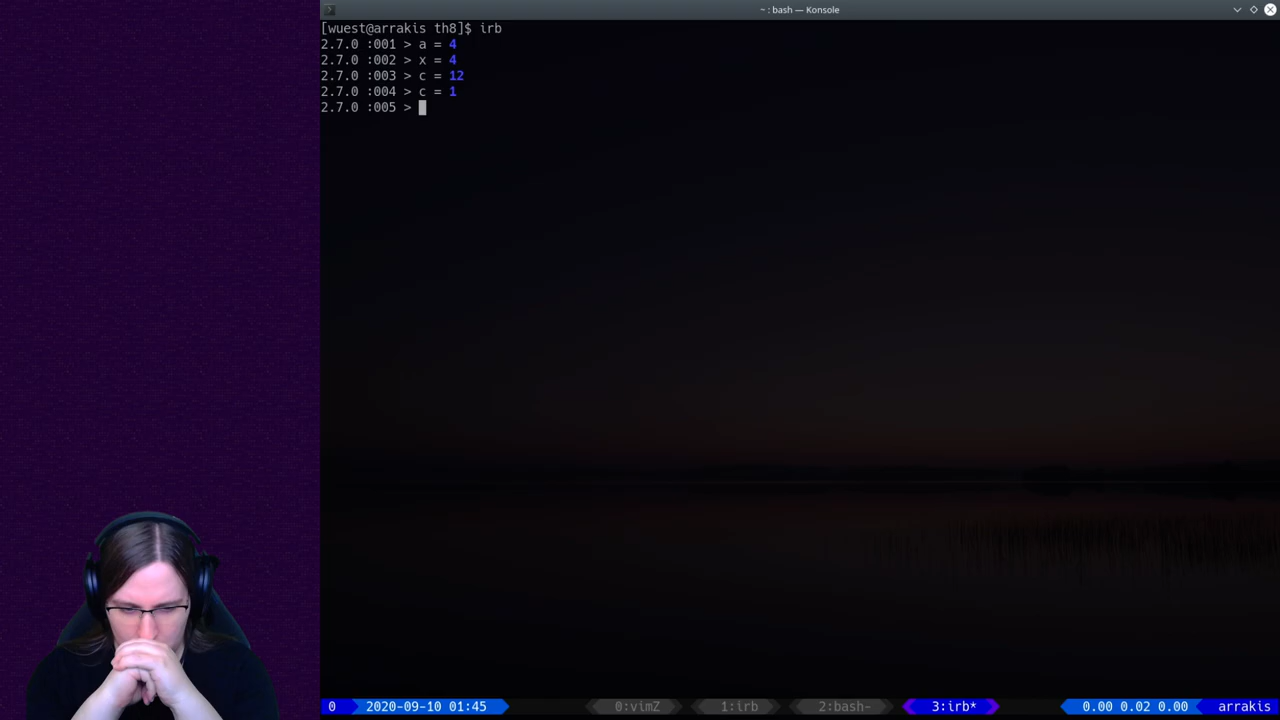 ~ : bash — Konsole
[wuest@arrakis th8]$ irb
2.7.0 :001 > a = 4
2.7.0 :002 > x = 4
2.7.0 :003 > c = 12
2.7.0 :004 > c = 1
2.7.0 :005 >
0 2020-09-10 01:45 0:vimZ 1:irb 2:bash- 3:irb* 0.00 0.02 0.00 arrakis